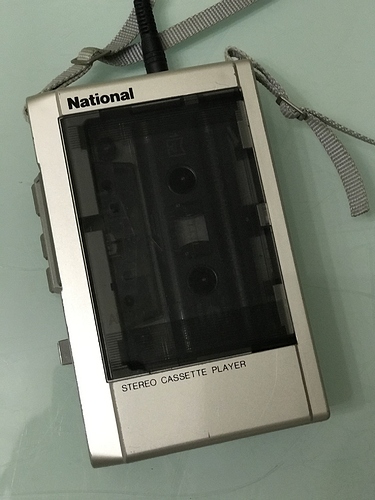 National
STEREO CASSETTE PLAYER